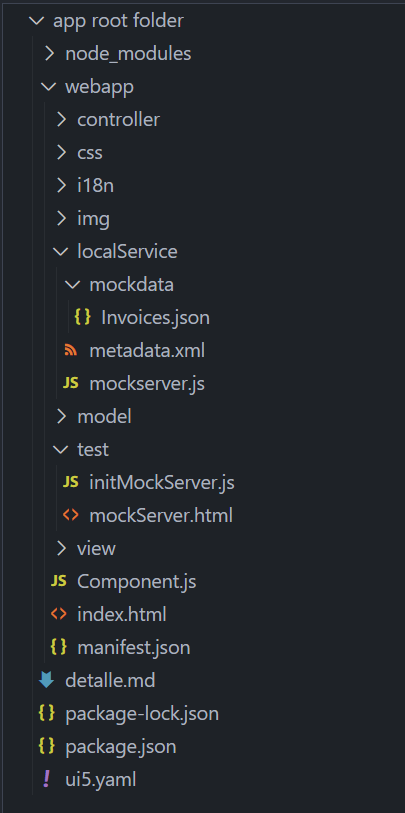 app root folder
node_modules
webapp
controller
css
i18n
img
localService
mockdata
{} Invoices.json
metadata.xml
JS mockserver.js
model
test
JS initMockServer.js
<> mockServer.html
view
JS Component.js
<> index.html
{} manifest.json
detalle.md
{} package-lock.json
{} package.json
! ui5.yaml